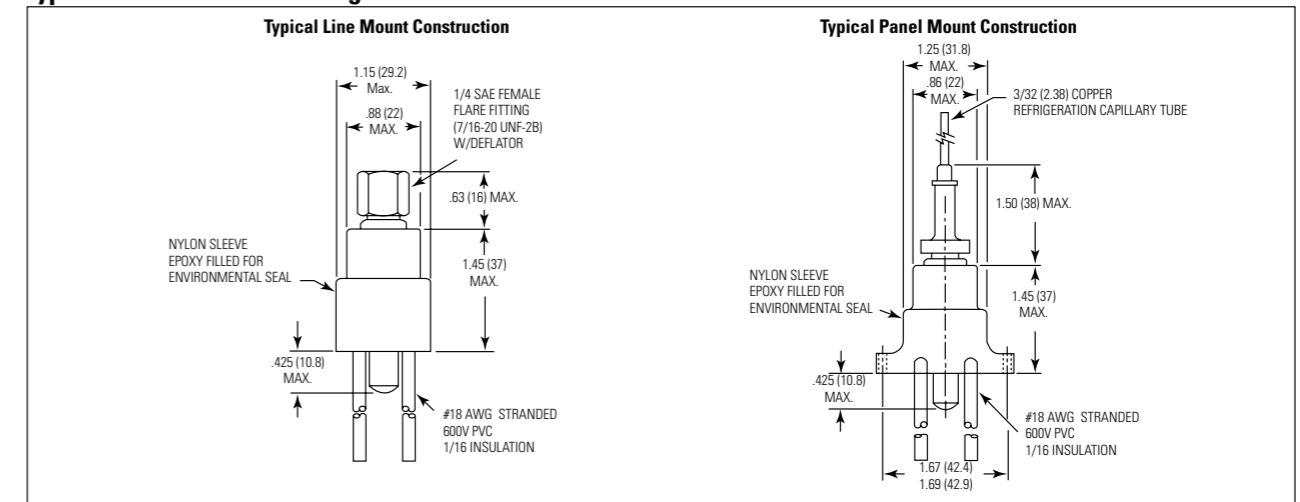 Typical Line Mount Construction
1.15 (29.2)
Max.
.88 (22)
MAX.
1/4 SAE FEMALE
FLARE FITTING
(7/16-20 UNF-2B)
W/DEFLATOR
.63 (16) MAX.
NYLON SLEEVE
EPOXY FILLED FOR
ENVIRONMENTAL SEAL
1.45 (37)
MAX.
.425 (10.8)
MAX.
#18 AWG STRANDED
600V PVC
1/16 INSULATION
Typical Panel Mount Construction
1.25 (31.8)
MAX.
.86 (22)
MAX.
3/32 (2.38) COPPER
REFRIGERATION CAPILLARY TUBE
1.50 (38) MAX.
NYLON SLEEVE
EPOXY FILLED FOR
ENVIRONMENTAL SEAL
1.45 (37)
MAX.
.425 (10.8)
MAX.
#18 AWG STRANDED
600V PVC
1/16 INSULATION
1.67 (42.4)
1.69 (42.9)